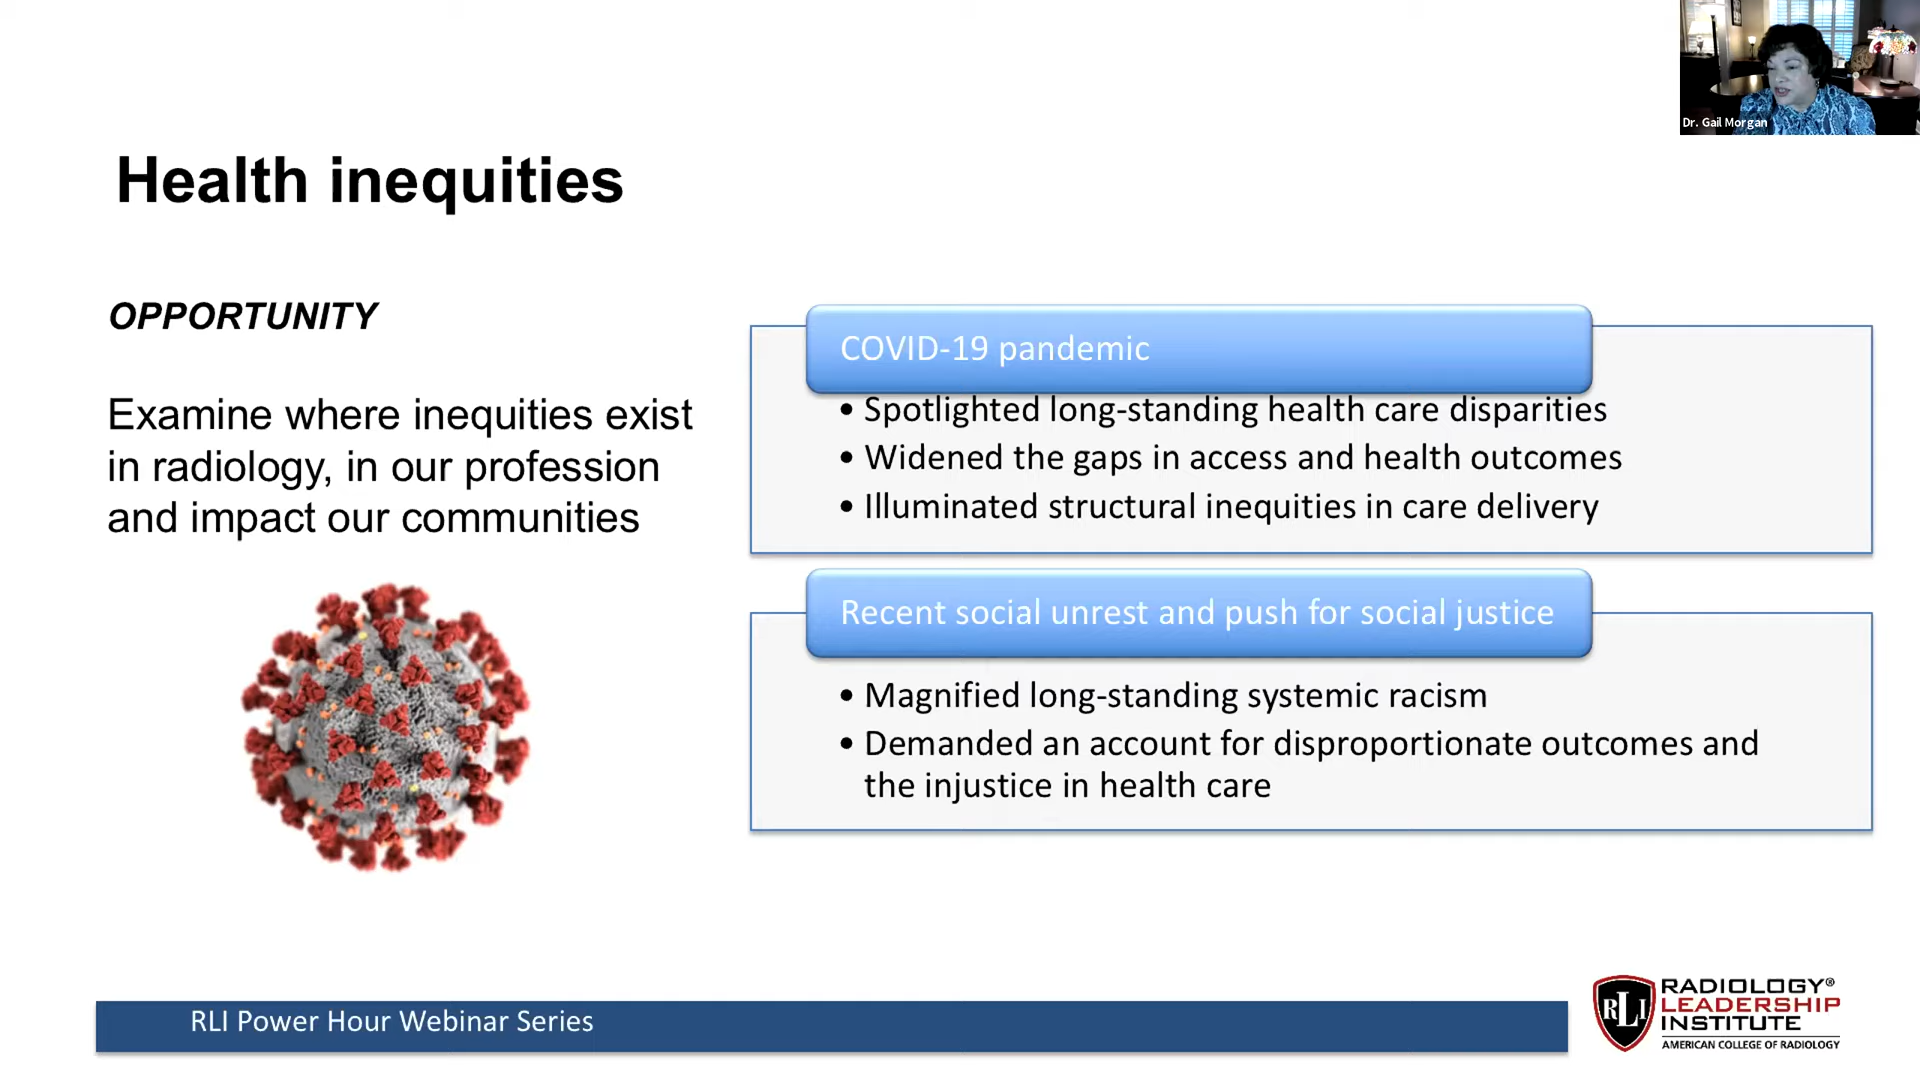 Dr. Gail Morgan
Health inequities
OPPORTUNITY
Examine where inequities exist
in radiology, in our profession
and impact our communities
COVID-19 pandemic
• Spotlighted long-standing health care disparities
• Widened the gaps in access and health outcomes
• Illuminated structural inequities in care delivery
Recent social unrest and push for social justice
• Magnified long-standing systemic racism
• Demanded an account for disproportionate outcomes and
the injustice in health care
RLI Power Hour Webinar Series
RLI
RADIOLOGY®
LEADERSHIP
INSTITUTE
AMERICAN COLLEGE OF RADIOLOGY